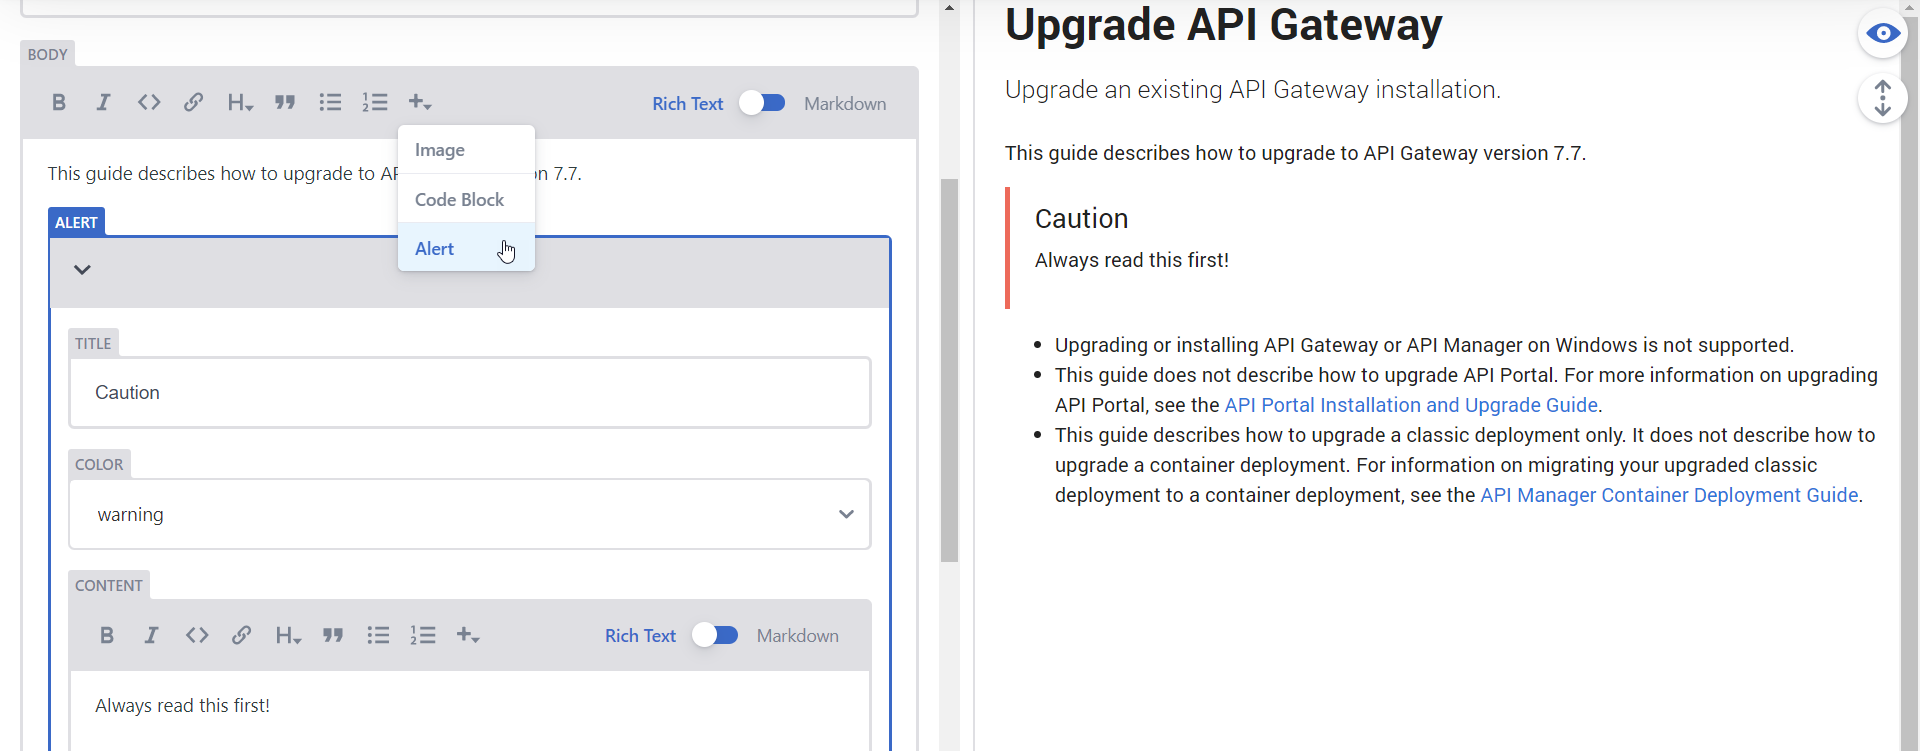 BODY
Rich Text Markdown
Image
Code Block
Alert
This guide describes how to upgrade to AP n 7.7.
ALERT
TITLE
Caution
COLOR
warning
CONTENT
Rich Text Markdown
Always read this first!
Upgrade API Gateway
Upgrade an existing API Gateway installation.
This guide describes how to upgrade to API Gateway version 7.7.
Caution
Always read this first!
• Upgrading or installing API Gateway or API Manager on Windows is not supported.
• This guide does not describe how to upgrade API Portal. For more information on upgrading
API Portal, see the API Portal Installation and Upgrade Guide.
• This guide describes how to upgrade a classic deployment only. It does not describe how to
upgrade a container deployment. For information on migrating your upgraded classic
deployment to a container deployment, see the API Manager Container Deployment Guide.